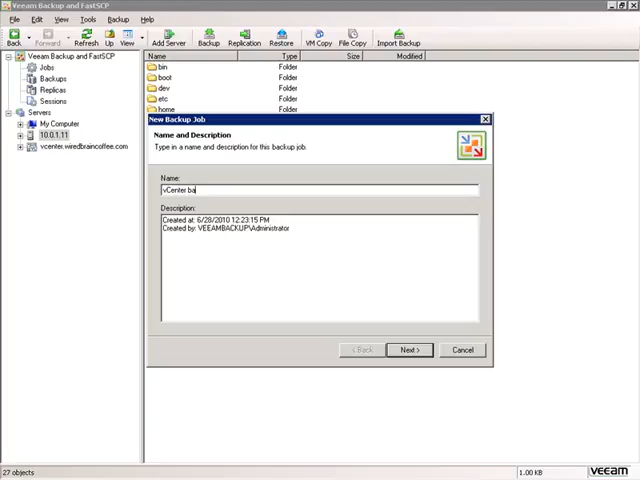 Veeam Backup and FastSCP
File Edit View Tools Backup Help
Back Forward Refresh Up View Add Server Backup Replication Restore VM Copy File Copy Import Backup
Veeam Backup and FastSCP
Jobs
Backups
Replicas
Sessions
Servers
My Computer
10.0.1.11
vcenter.wiredbraincoffee.com
Name Type Size Modified
bin Folder
boot Folder
dev Folder
etc Folder
home Folder
New Backup Job
Name and Description
Type in a name and description for this backup job.
Name:
vCenter ba
Description:
Created at: 6/28/2010 12:23:15 PM
Created by: VEEAMBACKUP\Administrator
< Back Next > Cancel
27 objects 1.00 KB veeam